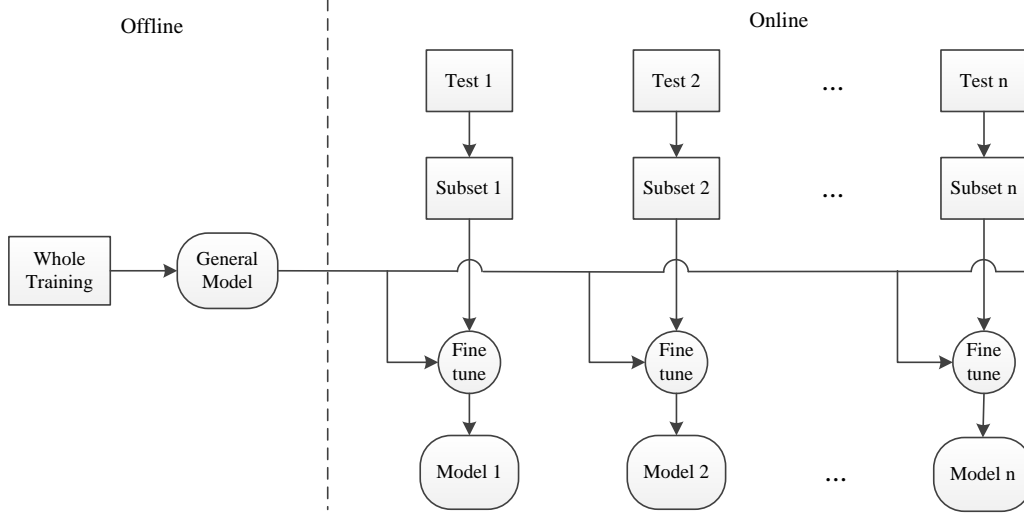 Offline
Online
Test 1
Test 2
...
Test n
Subset 1
Subset 2
...
Subset n
Whole
Training
General
Model
Fine
tune
Fine
tune
Fine
tune
Model 1
Model 2
...
Model n